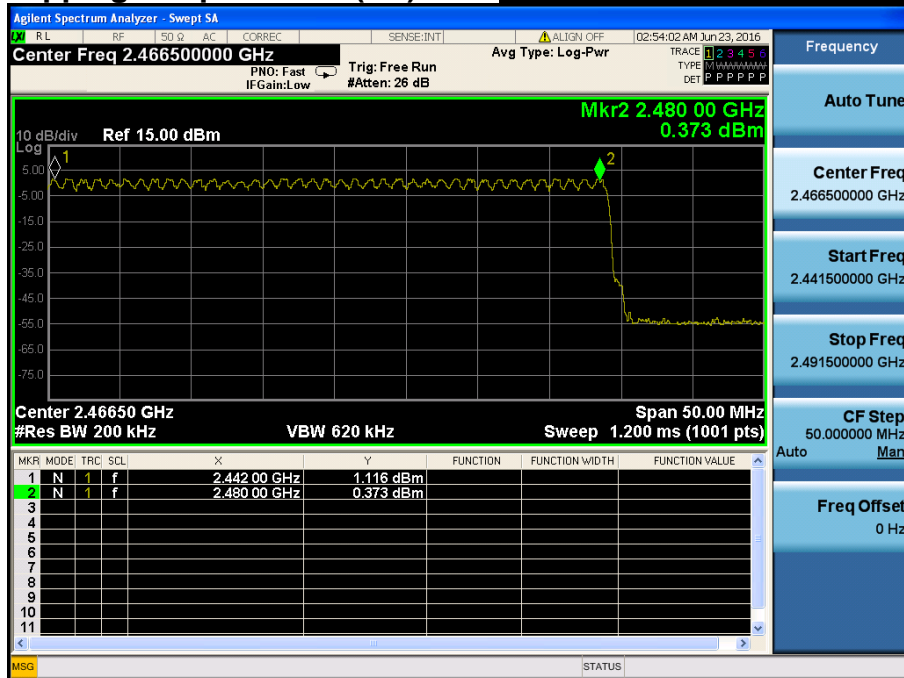 Agilent Spectrum Analyzer - Swept SA
LXI RL RF 50 Ω AC CORREC SENSE:INT ALIGN OFF 02:54:02 AM Jun 23, 2016
Center Freq 2.466500000 GHz
PNO: Fast
IFGain:Low
Trig: Free Run
#Atten: 26 dB
Avg Type: Log-Pwr
TRACE 1 2 3 4 5 6
TYPE M W W W W W
DET P P P P P P
Mkr2 2.480 00 GHz
0.373 dBm
10 dB/div Ref 15.00 dBm
Log
1
2
5.00
-5.00
-15.0
-25.0
-35.0
-45.0
-55.0
-65.0
-75.0
Center 2.46650 GHz Span 50.00 MHz
#Res BW 200 kHz VBW 620 kHz Sweep 1.200 ms (1001 pts)
MKR MODE TRC SCL X Y FUNCTION FUNCTION WIDTH FUNCTION VALUE
1 N 1 f 2.442 00 GHz 1.116 dBm
2 N 1 f 2.480 00 GHz 0.373 dBm
3
4
5
6
7
8
9
10
11
MSG STATUS
Frequency
Auto Tune
Center Freq
2.466500000 GHz
Start Freq
2.441500000 GHz
Stop Freq
2.491500000 GHz
CF Step
50.000000 MHz
Auto Man
Freq Offset
0 Hz